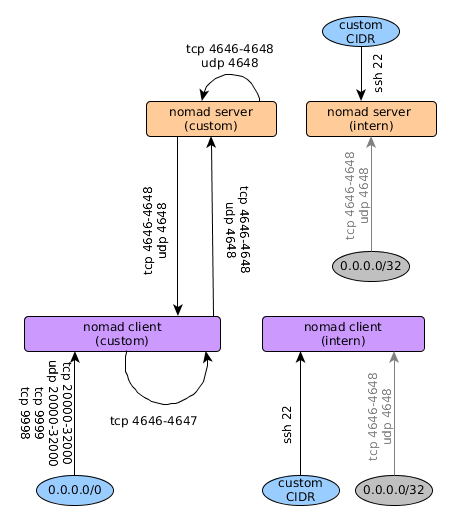 custom
CIDR
tcp 4646-4648
udp 4648
ssh 22
nomad server
(custom)
nomad server
(intern)
tcp 4646-4648
udp 4648
tcp 4646-4648
udp 4648
tcp 4646-4648
udp 4648
0.0.0.0/32
nomad client
(custom)
nomad client
(intern)
tcp 20000-32000
udp 20000-32000
tcp 9999
tcp 9998
tcp 4646-4647
ssh 22
tcp 4646-4648
udp 4648
0.0.0.0/0
custom
CIDR
0.0.0.0/32